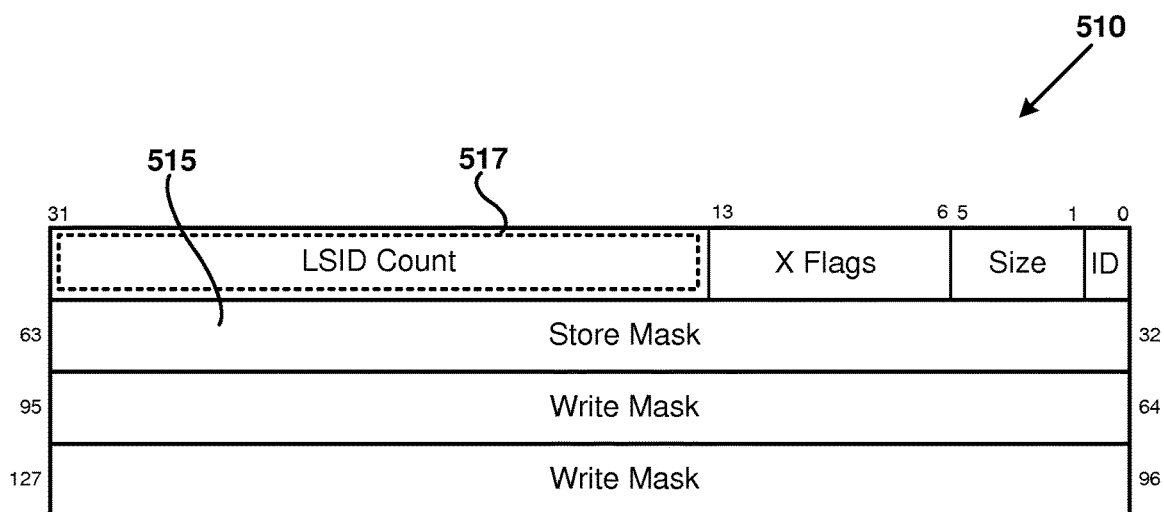 510
515 517
31 13 6 5 1 0
LSID Count X Flags Size ID
63 Store Mask 32
95 Write Mask 64
127 Write Mask 96